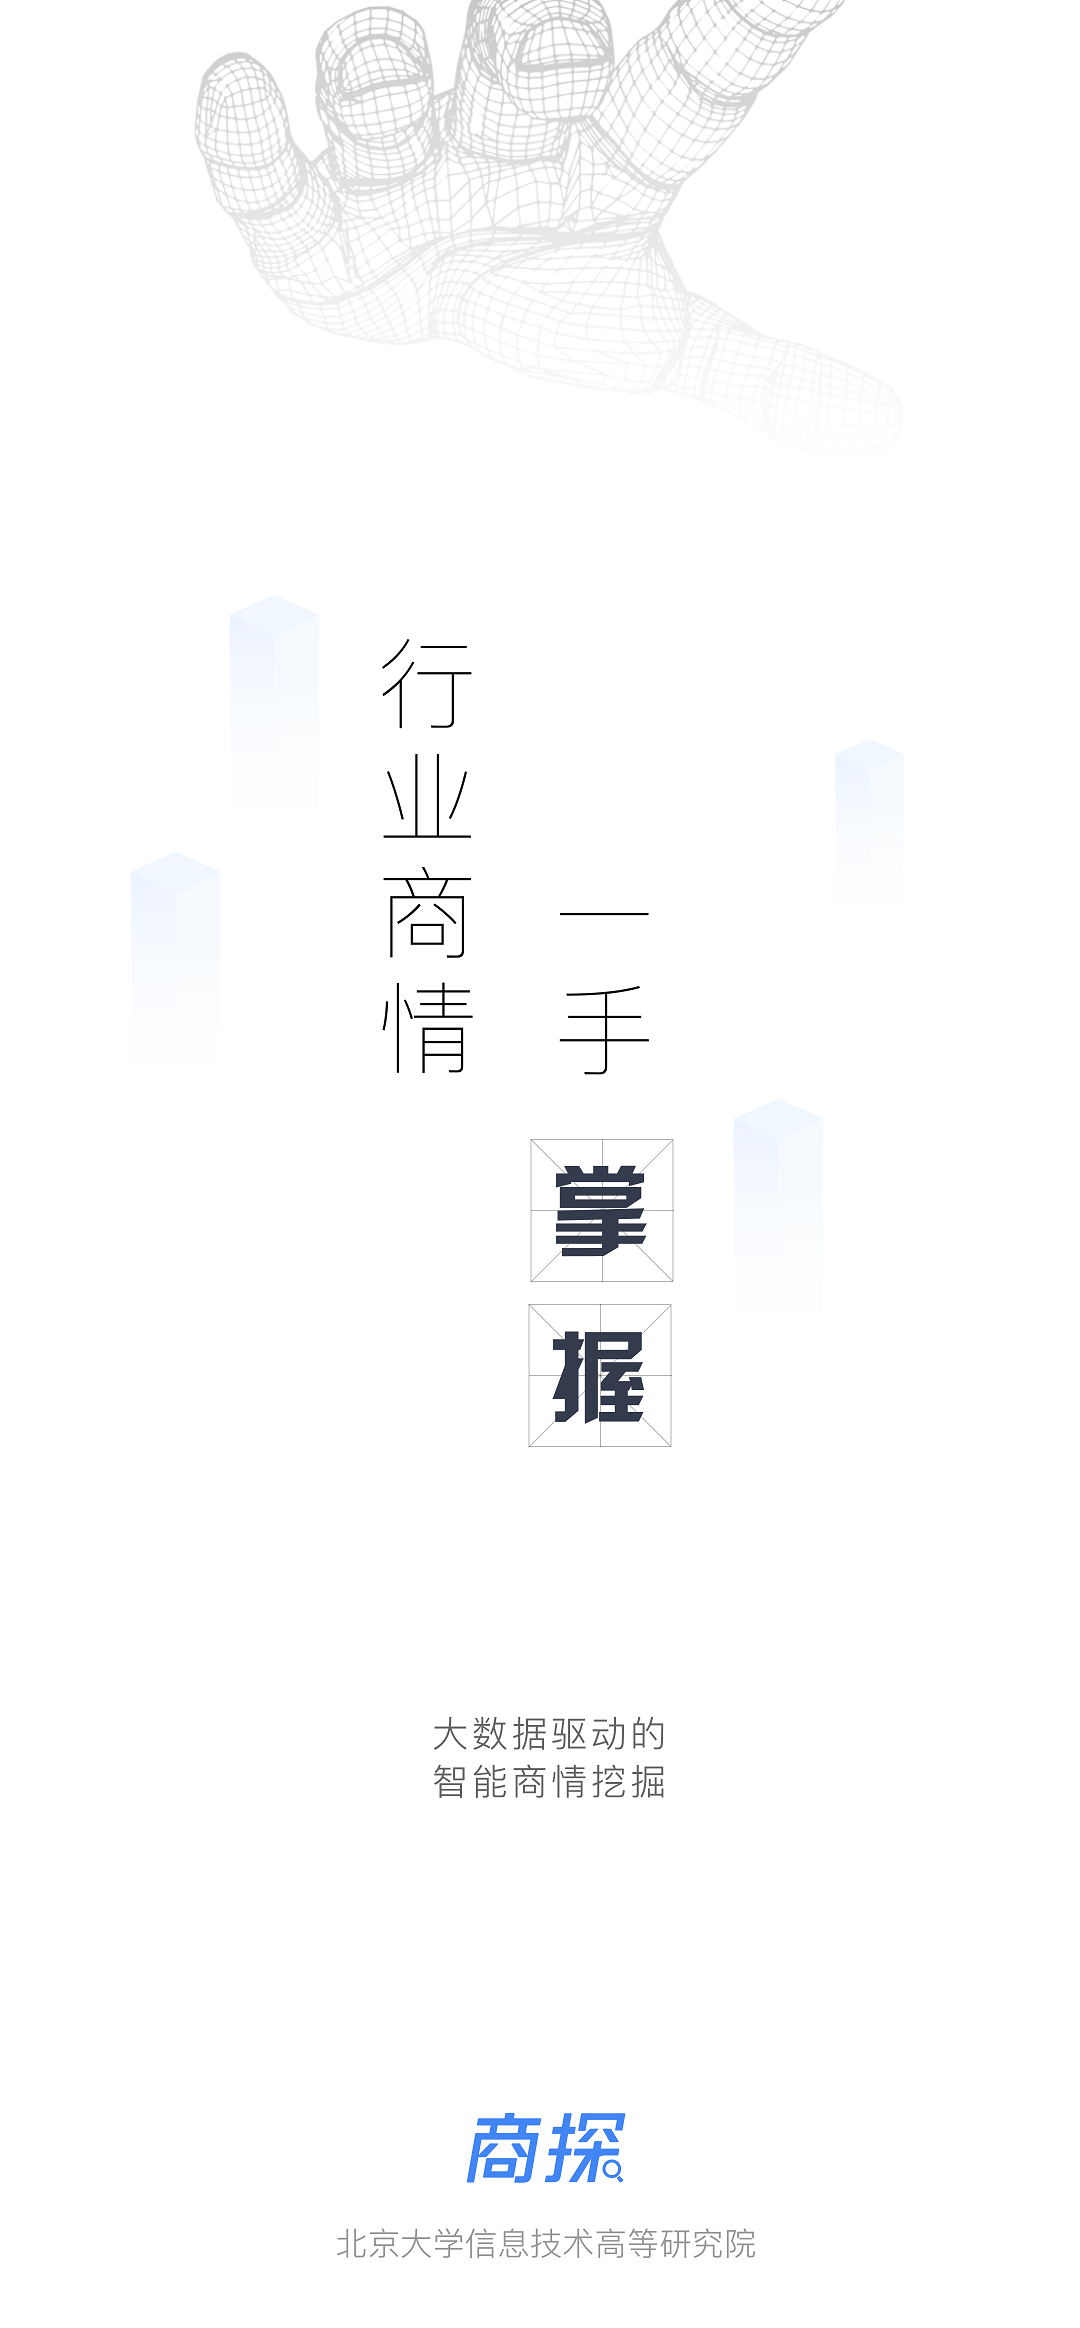 行业商情
一手掌握
大数据驱动的
智能商情挖掘
商探
北京大学信息技术高等研究院